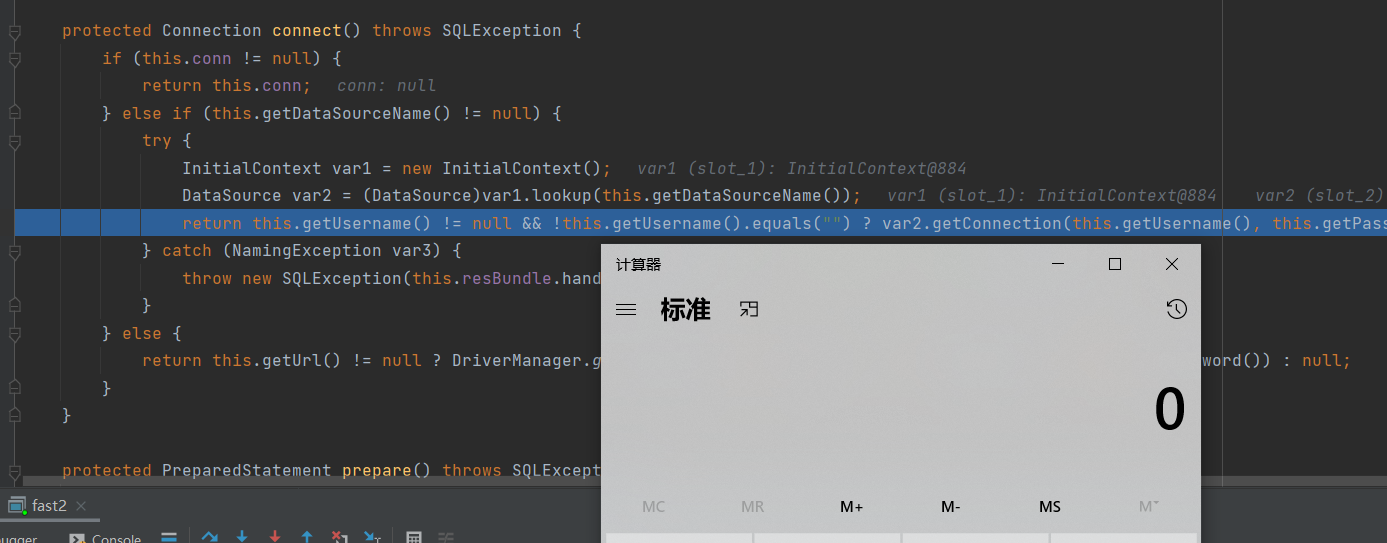 protected Connection connect() throws SQLException {
if (this.conn != null) {
return this.conn; conn: null
} else if (this.getDataSourceName() != null) {
try {
InitialContext var1 = new InitialContext(); var1 (slot_1): InitialContext@884
DataSource var2 = (DataSource)var1.lookup(this.getDataSourceName()); var1 (slot_1): InitialContext@884 var2 (slot_2)
return this.getUsername() != null && !this.getUsername().equals("") ? var2.getConnection(this.getUsername(), this.getPass
} catch (NamingException var3) {
throw new SQLException(this.resBundle.hand
}
} else {
return this.getUrl() != null ? DriverManager.g word()) : null;
}
}
protected PreparedStatement prepare() throws SQLExcept
计算器
标准
0
MC MR M+ M- MS M˅
fast2
ugger Console